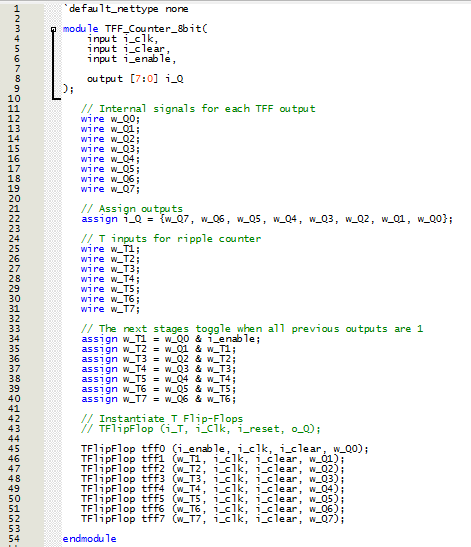 1 `default_nettype none
2
3 module TFF_Counter_8bit(
4 input i_clk,
5 input i_clear,
6 input i_enable,
7
8 output [7:0] i_Q
9 );
10
11 // Internal signals for each TFF output
12 wire w_Q0;
13 wire w_Q1;
14 wire w_Q2;
15 wire w_Q3;
16 wire w_Q4;
17 wire w_Q5;
18 wire w_Q6;
19 wire w_Q7;
20
21 // Assign outputs
22 assign i_Q = {w_Q7, w_Q6, w_Q5, w_Q4, w_Q3, w_Q2, w_Q1, w_Q0};
23
24 // T inputs for ripple counter
25 wire w_T1;
26 wire w_T2;
27 wire w_T3;
28 wire w_T4;
29 wire w_T5;
30 wire w_T6;
31 wire w_T7;
32
33 // The next stages toggle when all previous outputs are 1
34 assign w_T1 = w_Q0 & i_enable;
35 assign w_T2 = w_Q1 & w_T1;
36 assign w_T3 = w_Q2 & w_T2;
37 assign w_T4 = w_Q3 & w_T3;
38 assign w_T5 = w_Q4 & w_T4;
39 assign w_T6 = w_Q5 & w_T5;
40 assign w_T7 = w_Q6 & w_T6;
41
42 // Instantiate T Flip-Flops
43 // TFlipFlop (i_T, i_Clk, i_reset, o_Q);
44
45 TFlipFlop tff0 (i_enable, i_clk, i_clear, w_Q0);
46 TFlipFlop tff1 (w_T1, i_clk, i_clear, w_Q1);
47 TFlipFlop tff2 (w_T2, i_clk, i_clear, w_Q2);
48 TFlipFlop tff3 (w_T3, i_clk, i_clear, w_Q3);
49 TFlipFlop tff4 (w_T4, i_clk, i_clear, w_Q4);
50 TFlipFlop tff5 (w_T5, i_clk, i_clear, w_Q5);
51 TFlipFlop tff6 (w_T6, i_clk, i_clear, w_Q6);
52 TFlipFlop tff7 (w_T7, i_clk, i_clear, w_Q7);
53
54 endmodule